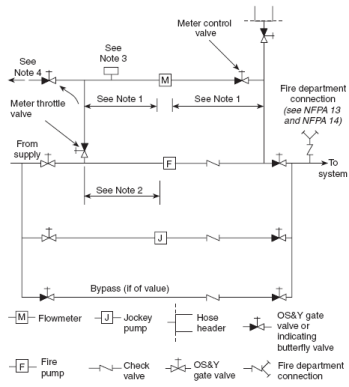 Meter control
valve
See
Note 3
See
Note 4
M
See Note 1
See Note 1
Fire department
connection
(see NFPA 13
and NFPA 14)
Meter throttle
valve
From
supply
F
To
system
See Note 2
J
Bypass (if of value)
M Flowmeter
J Jockey
pump
Hose
header
OS&Y gate
valve or
indicating
butterfly valve
F Fire
pump
Check
valve
OS&Y
gate valve
Fire department
connection